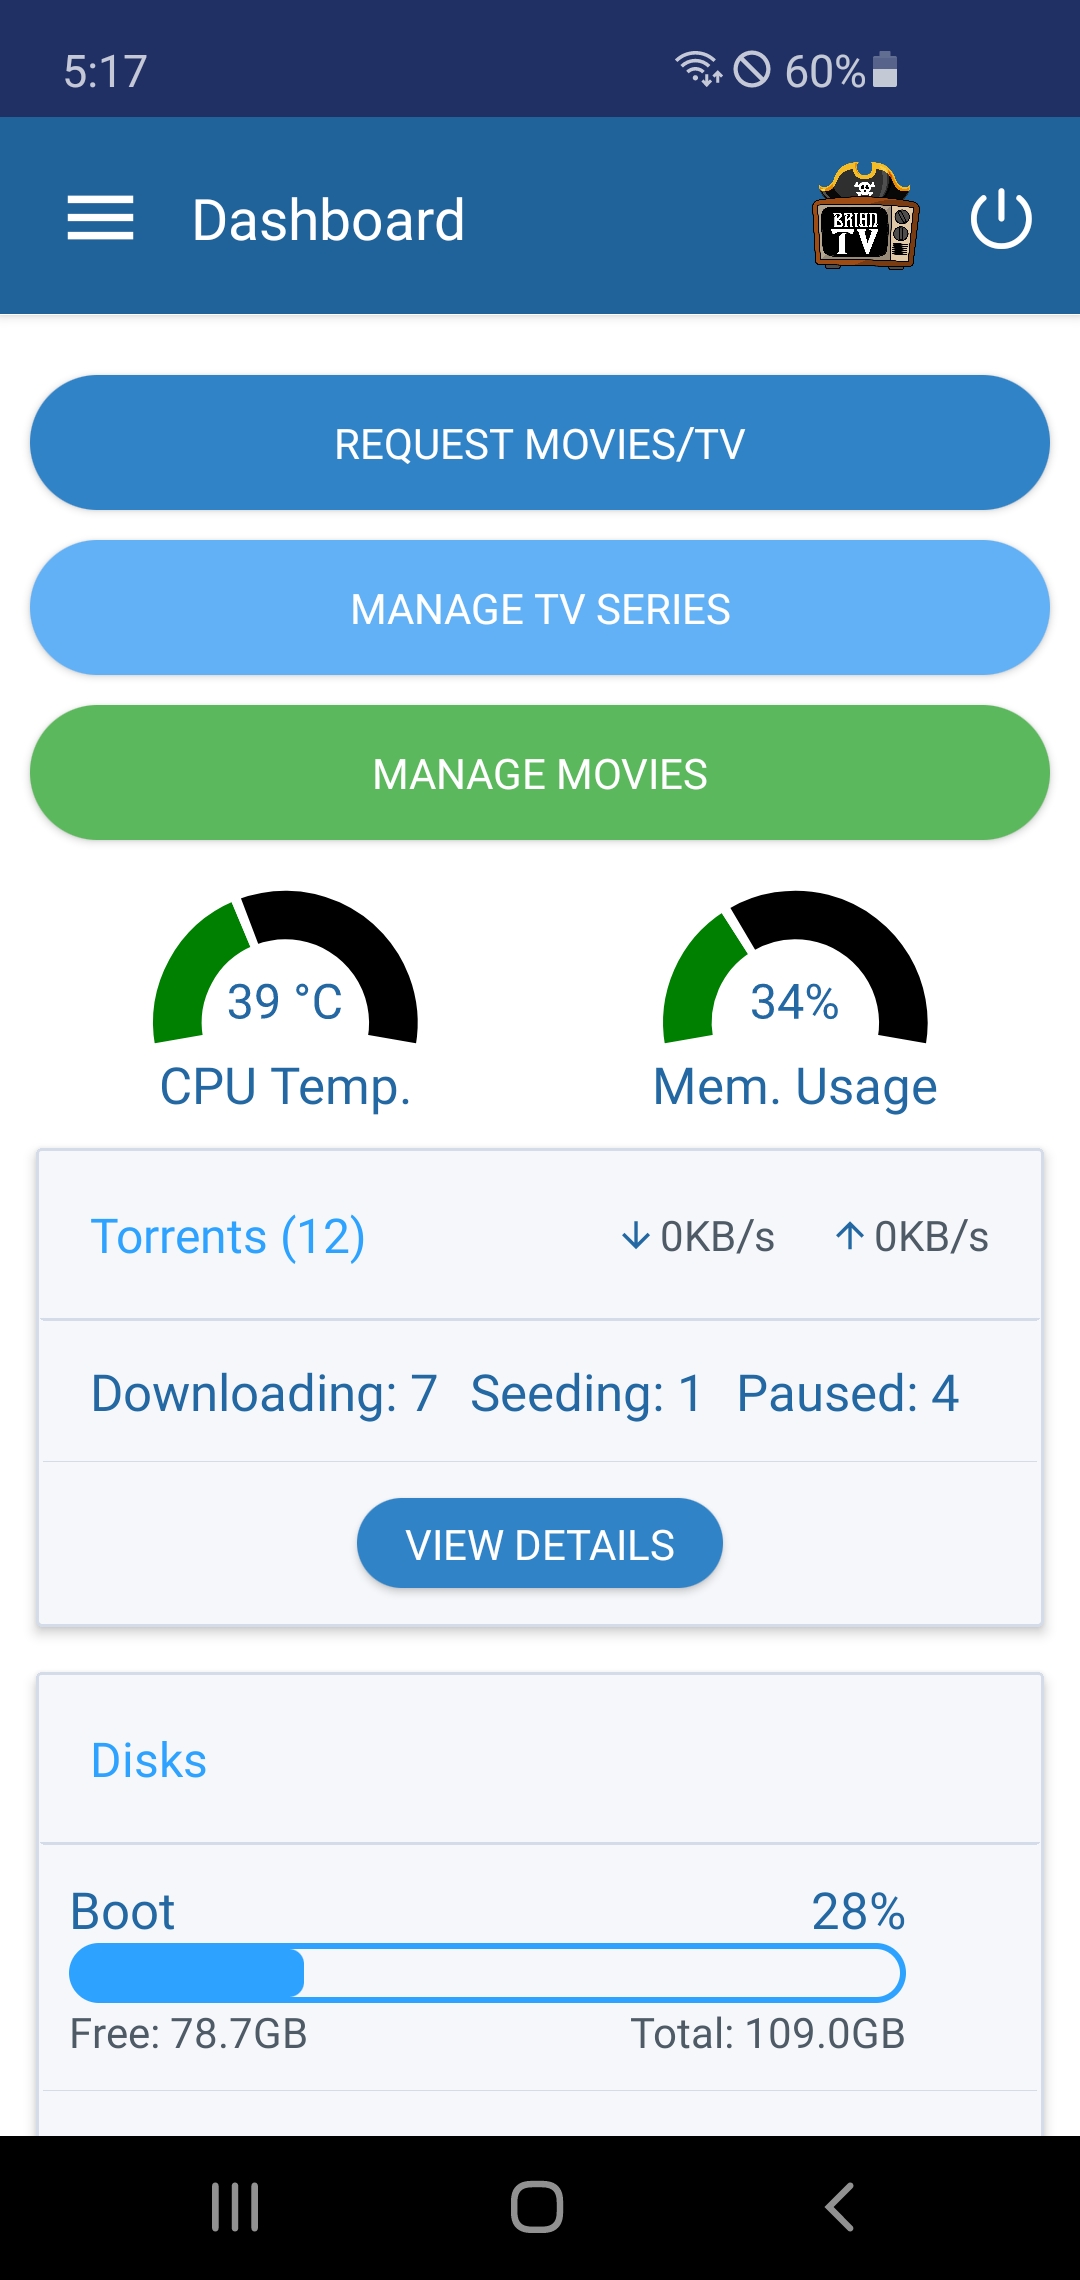 5:17 60%
Dashboard BRIAN TV
REQUEST MOVIES/TV
MANAGE TV SERIES
MANAGE MOVIES
39 °C 34%
CPU Temp. Mem. Usage
Torrents (12) ↓ 0KB/s ↑ 0KB/s
Downloading: 7 Seeding: 1 Paused: 4
VIEW DETAILS
Disks
Boot 28%
Free: 78.7GB Total: 109.0GB